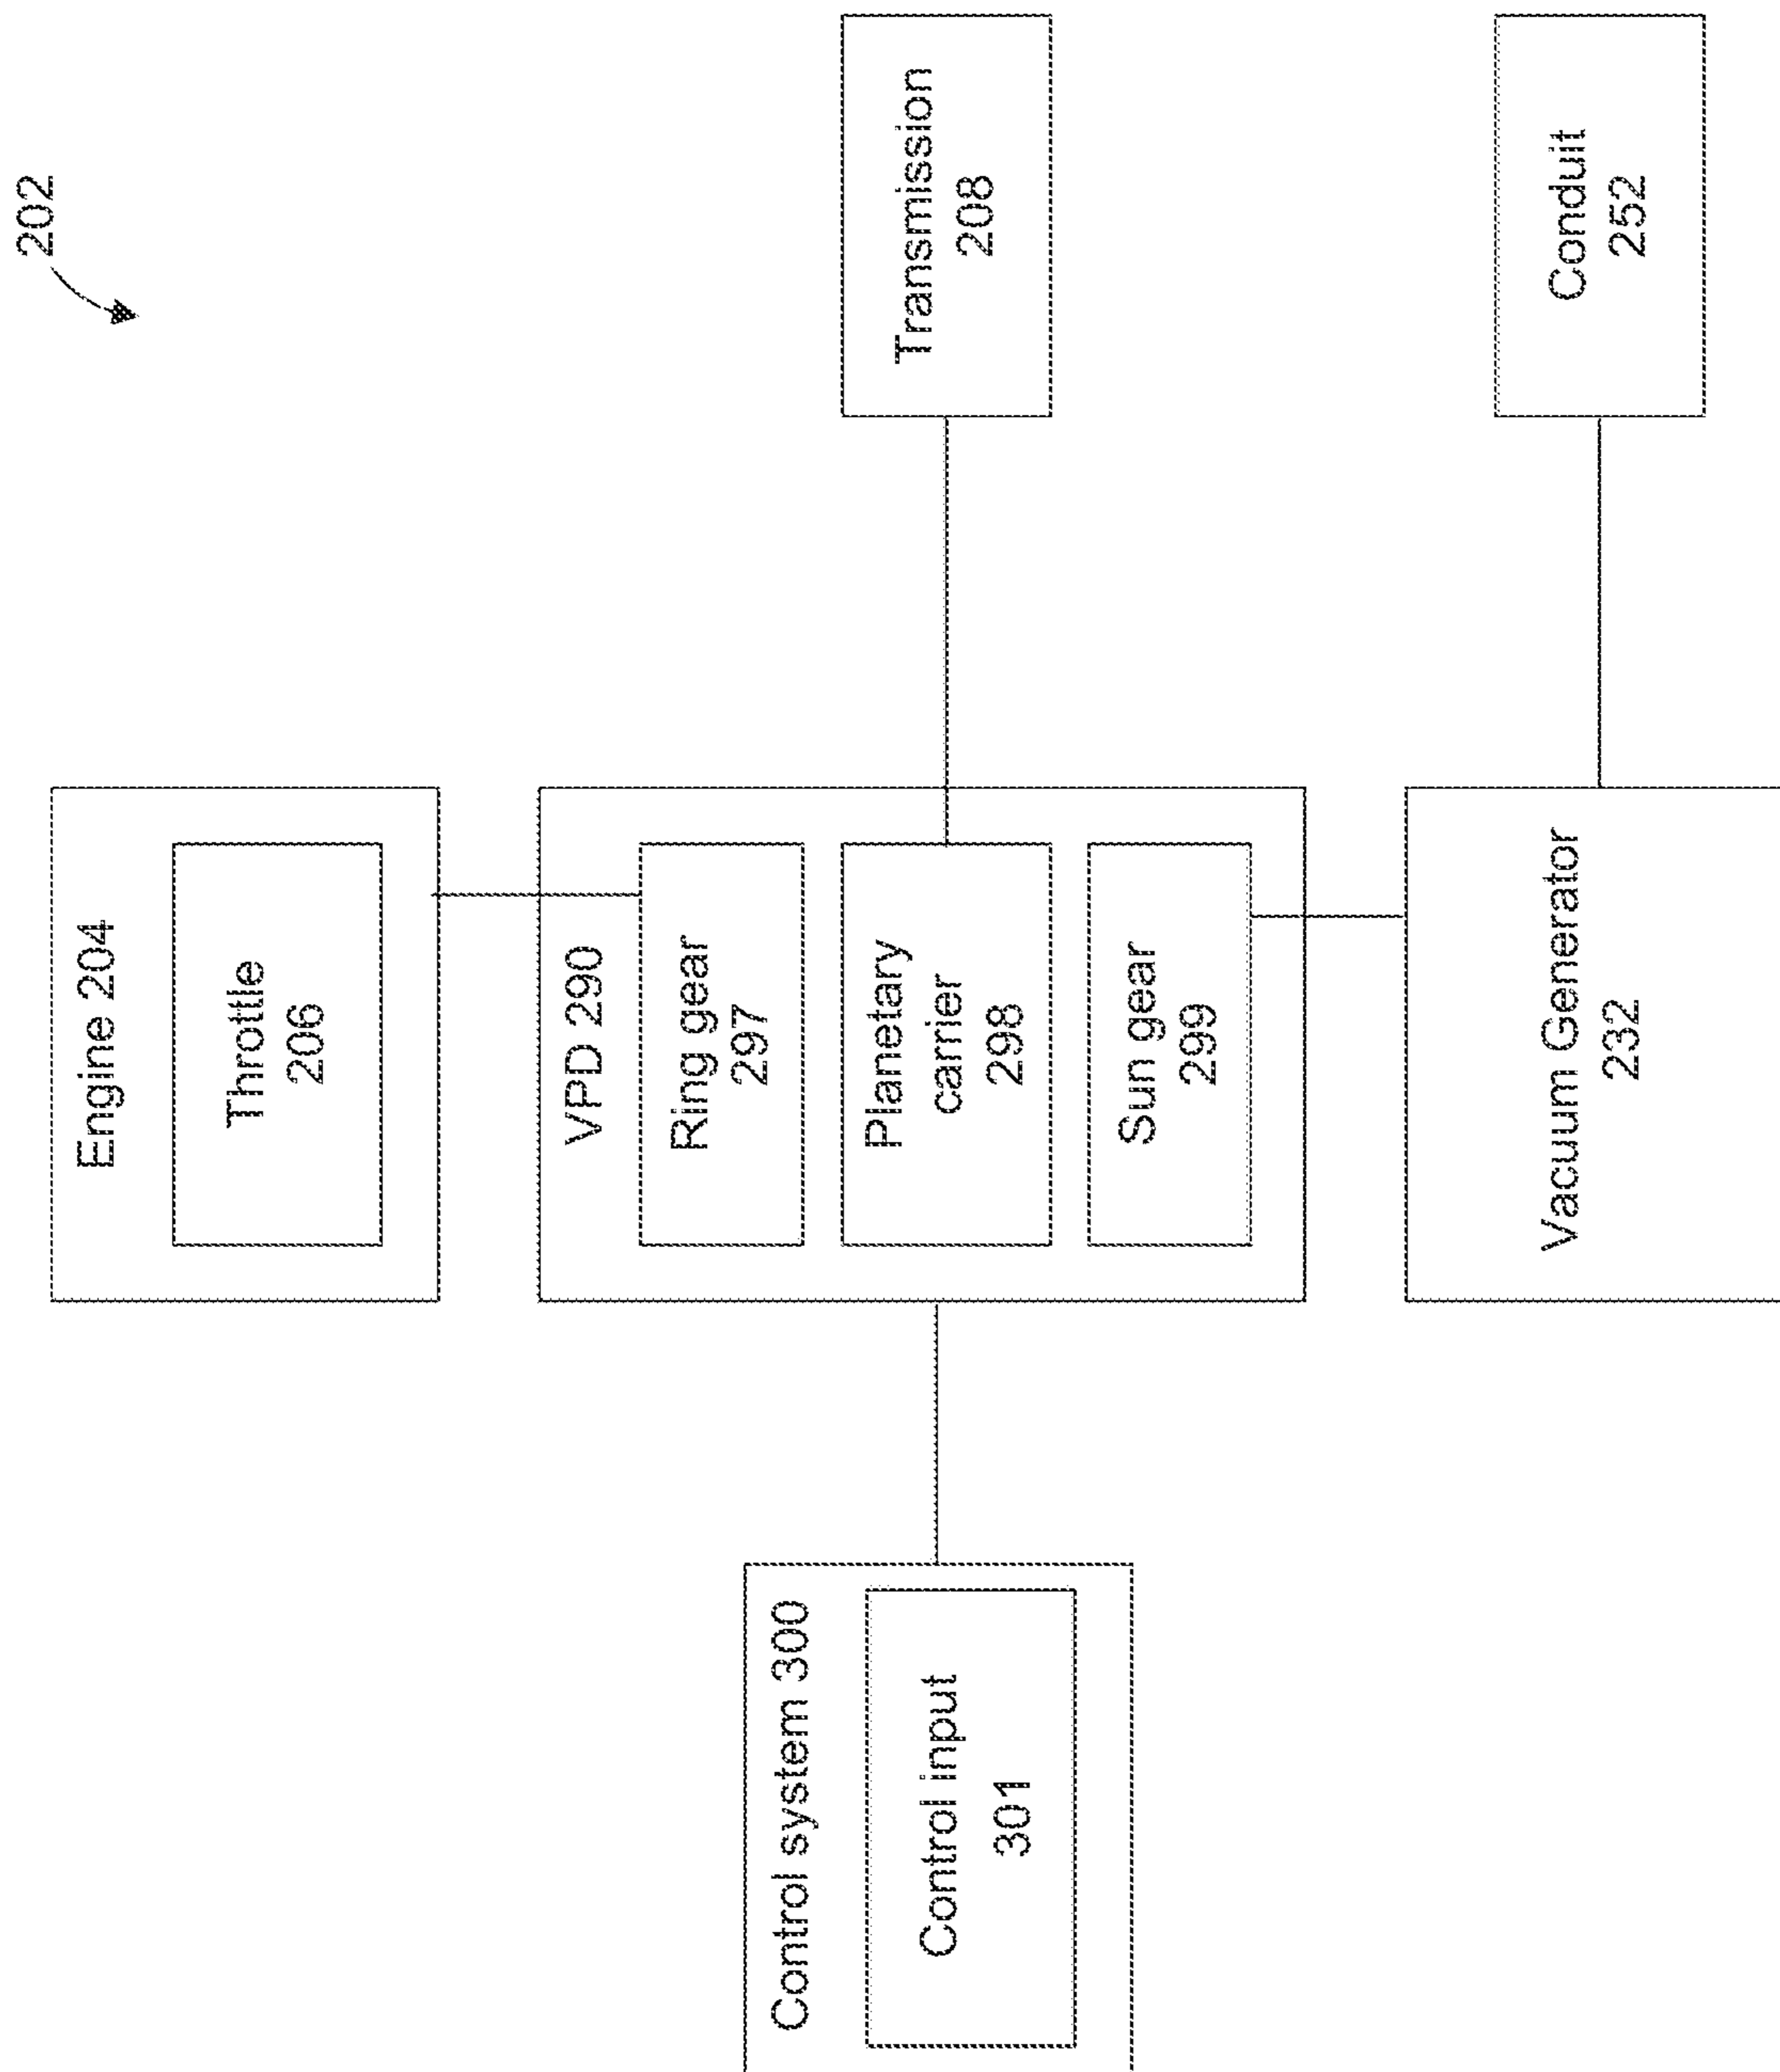 202
Engine 204
Throttle
206
VPD 290
Ring gear
297
Planetary
carrier
298
Sun gear
299
Transmission
208
Control system 300
Control input
301
Vacuum Generator
232
Conduit
252